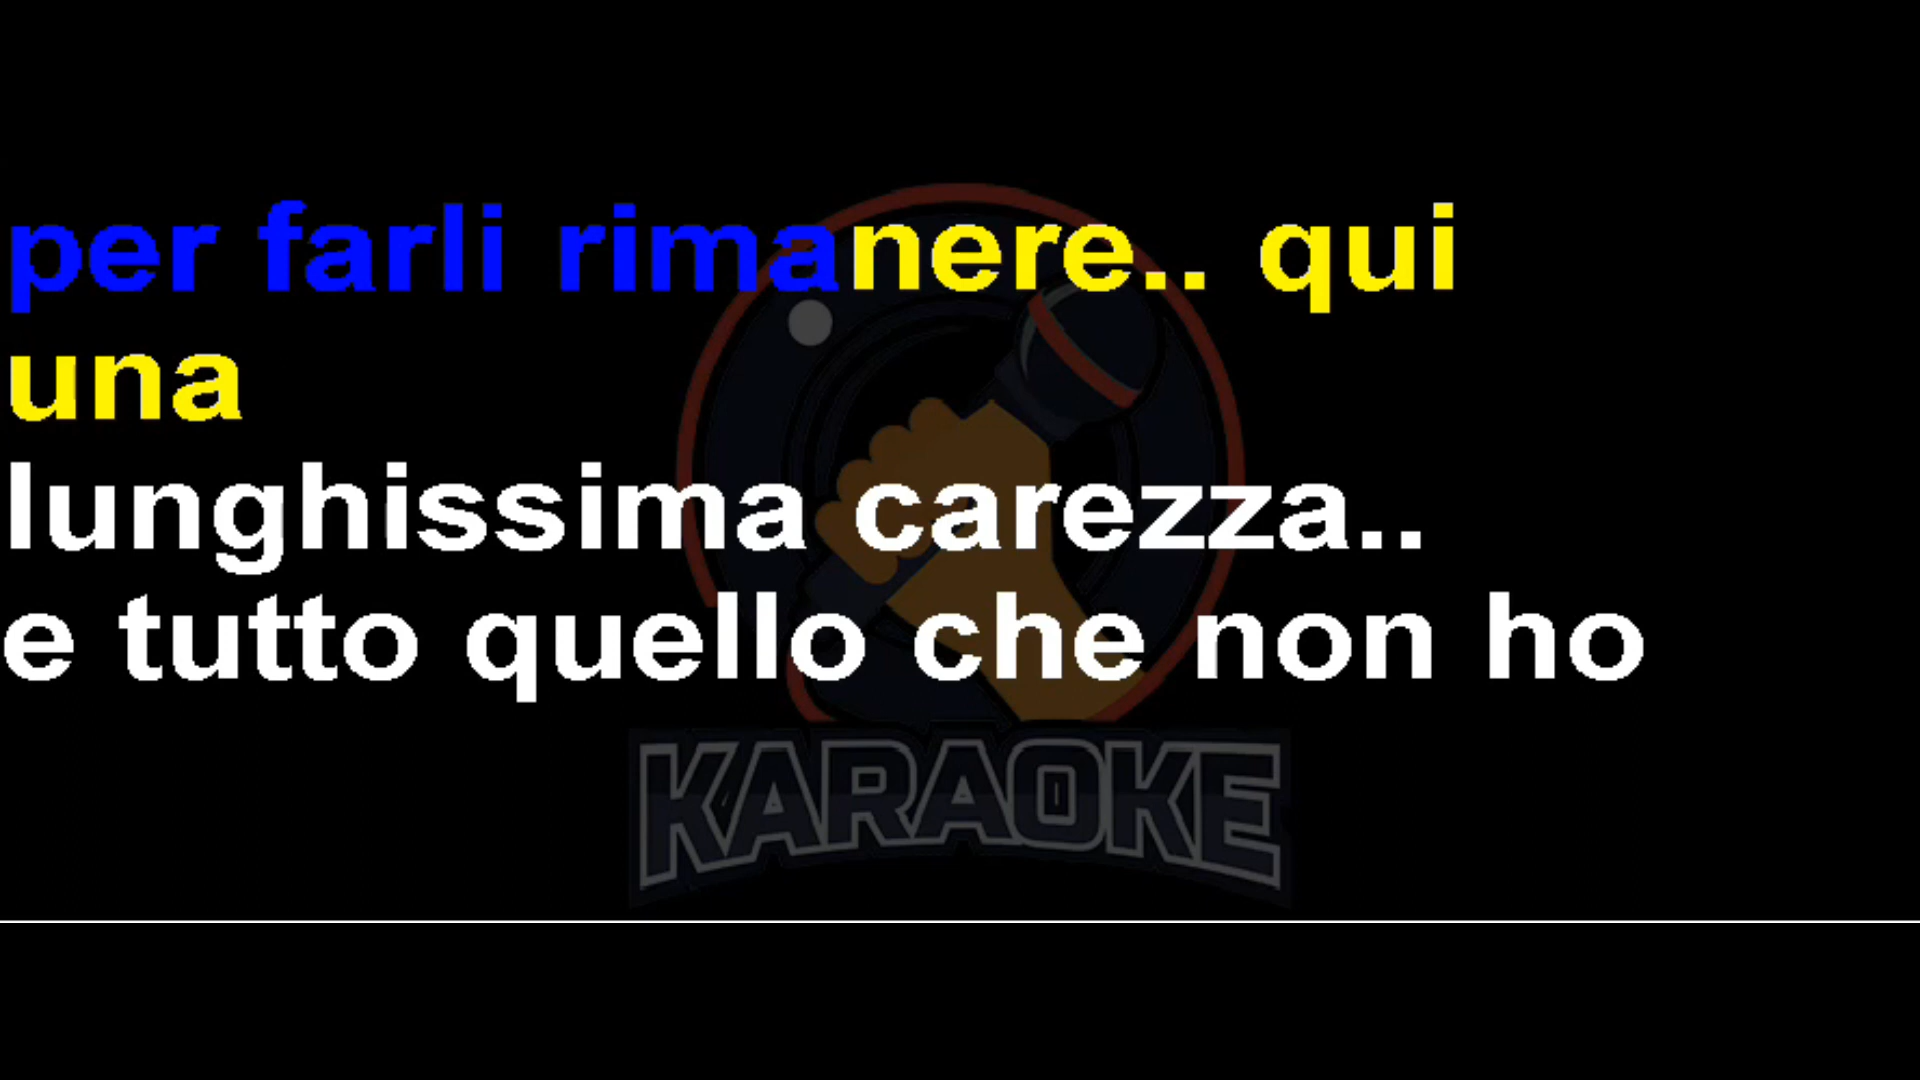 per farli rimanere.. qui
una
lunghissima carezza..
e tutto quello che non ho
KARAOKE